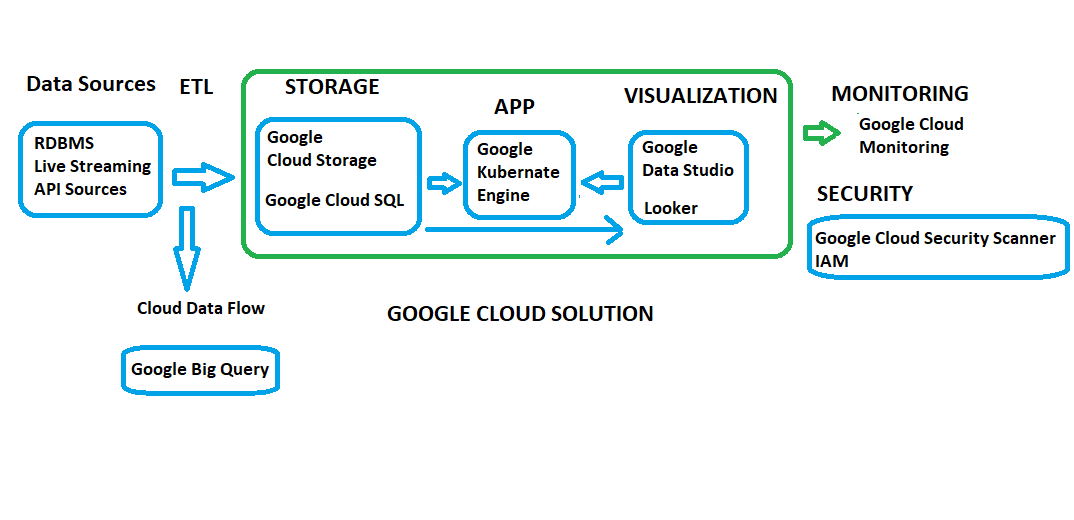 Data Sources
ETL
STORAGE
APP
VISUALIZATION
MONITORING
RDBMS
Live Streaming
API Sources
Google
Cloud Storage
Google Cloud SQL
Google
Kubernate
Engine
Google
Data Studio
Looker
Google Cloud
Monitoring
SECURITY
Google Cloud Security Scanner
IAM
Cloud Data Flow
GOOGLE CLOUD SOLUTION
Google Big Query